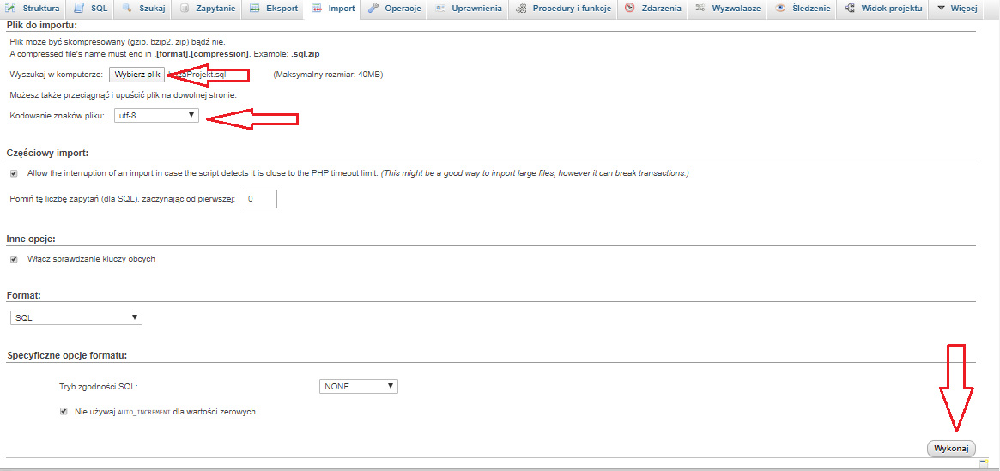 Struktura SQL Szukaj Zapytanie Eksport Import Operacje Uprawnienia Procedury i funkcje Zdarzenia Wyzwalacze Śledzenie Widok projektu Więcej
Plik do importu:
Plik może być skompresowany (gzip, bzip2, zip) bądź nie.
A compressed file's name must end in .[format].[compression]. Example: .sql.zip
Wyszukaj w komputerze: Wybierz plik (Maksymalny rozmiar: 40MB)
Możesz także przeciągnąć i upuścić plik na dowolnej stronie.
Kodowanie znaków pliku: utf-8
Częściowy import:
Allow the interruption of an import in case the script detects it is close to the PHP timeout limit. (This might be a good way to import large files, however it can break transactions.)
Pomiń tę liczbę zapytań (dla SQL), zaczynając od pierwszej: 0
Inne opcje:
Włącz sprawdzanie kluczy obcych
Format:
SQL
Specyficzne opcje formatu:
Tryb zgodności SQL: NONE
Nie używaj AUTO_INCREMENT dla wartości zerowych
Wykonaj